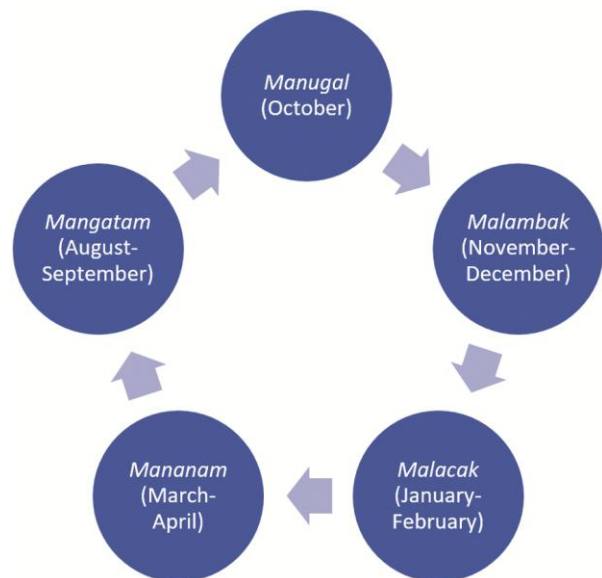 Manugal
(October)
Malambak
(November-
December)
Malacak
(January-
February)
Mananam
(March-
April)
Mangatam
(August-
September)